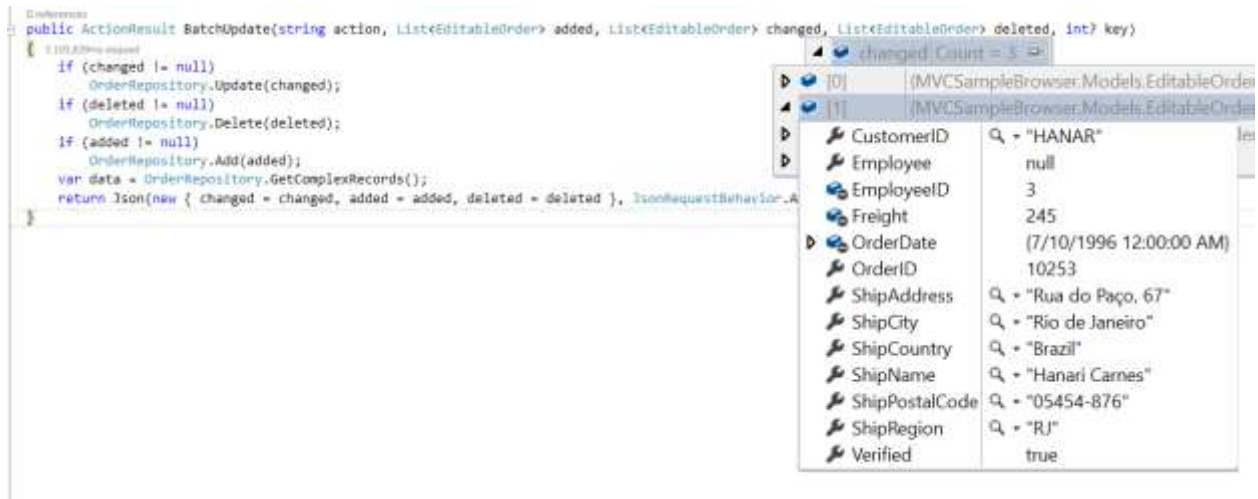 0 references
public ActionResult BatchUpdate(string action, List<EditableOrder> added, List<EditableOrder> changed, List<EditableOrder> deleted, int? key)
{
if (changed != null)
OrderRepository.Update(changed);
if (deleted != null)
OrderRepository.Delete(deleted);
if (added != null)
OrderRepository.Add(added);
var data = OrderRepository.GetComplexRecords();
return Json(new { changed = changed, added = added, deleted = deleted }, JsonRequestBehavior.A
}
changed Count = 3
[0] {MVCSampleBrowser.Models.EditableOrder
[1] {MVCSampleBrowser.Models.EditableOrder
CustomerID "HANAR"
Employee null
EmployeeID 3
Freight 245
OrderDate {7/10/1996 12:00:00 AM}
OrderID 10253
ShipAddress "Rua do Paço, 67"
ShipCity "Rio de Janeiro"
ShipCountry "Brazil"
ShipName "Hanari Carnes"
ShipPostalCode "05454-876"
ShipRegion "RJ"
Verified true